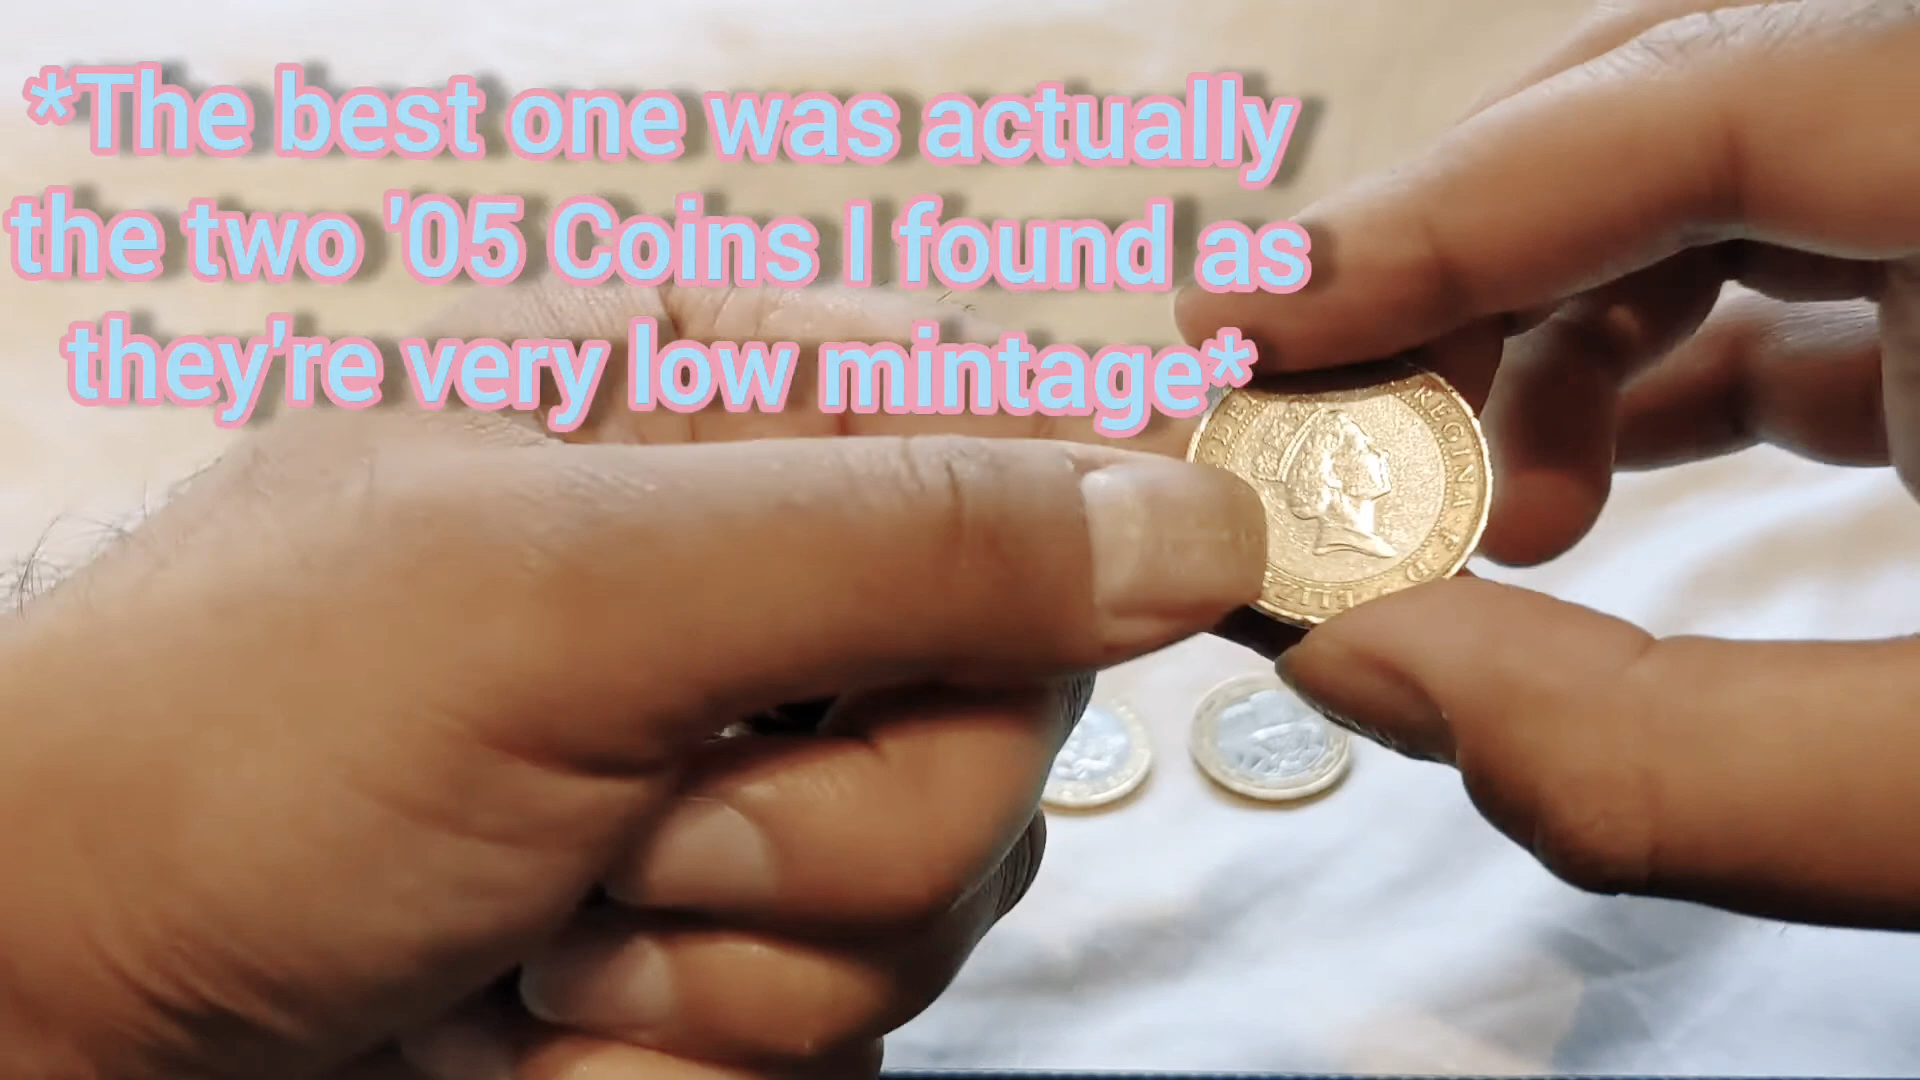 *The best one was actually
the two '05 Coins I found as
they're very low mintage*
REGINA